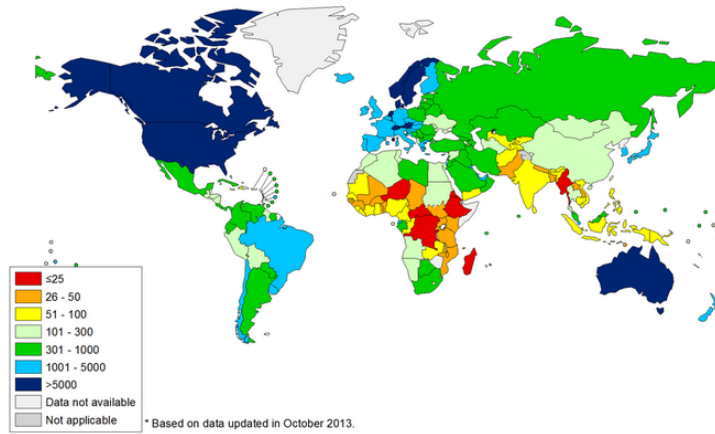 ≤25
26 - 50
51 - 100
101 - 300
301 - 1000
1001 - 5000
>5000
Data not available
Not applicable
* Based on data updated in October 2013.